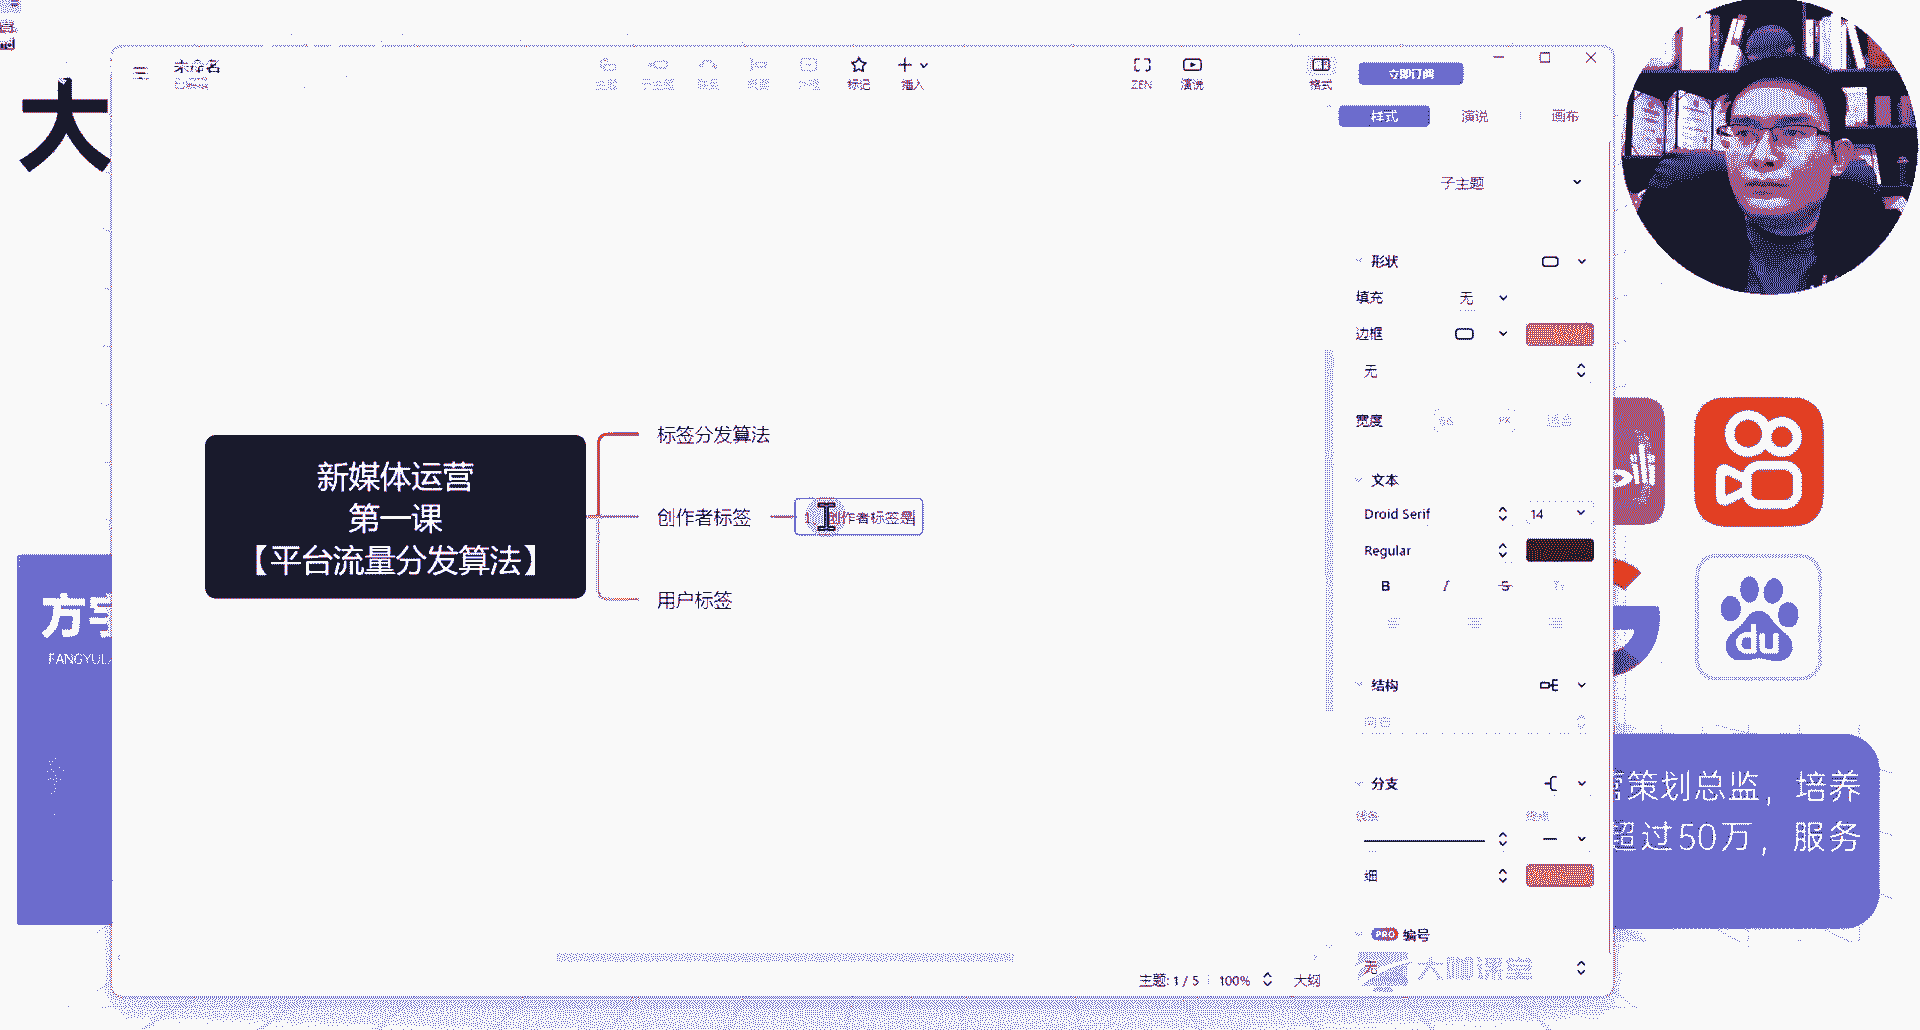 大
未命名
标记
插入
ZEN
演说
格式
立即订阅
样式
演说
画布
子主题
形状
填充
无
边框
无
宽度
文本
Droid Serif
14
Regular
B
I
S
结构
分支
细
PRO 编号
无
大咖课堂
新媒体运营
第一课
【平台流量分发算法】
标签分发算法
创作者标签
创作者标签是
用户标签
主题: 1 / 5
100%
大纲
方宇
FANGYU
du
营策划总监，培养
超过50万，服务